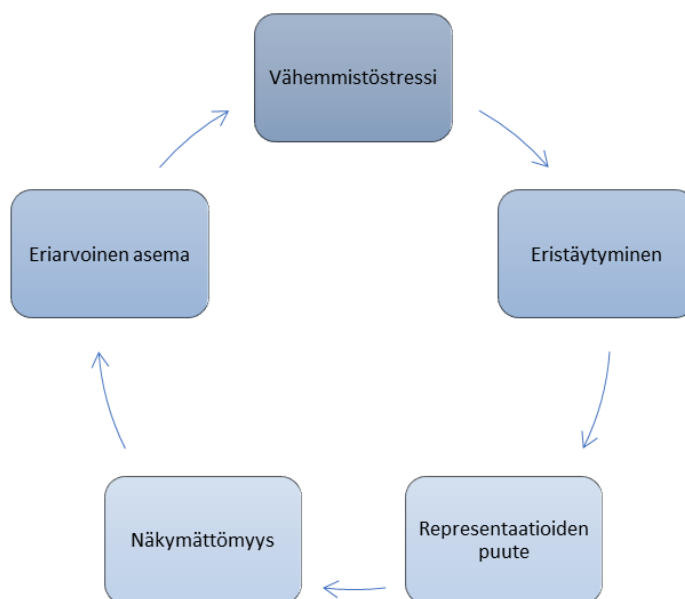 Vähemmistöstressi
Eristäytyminen
Representaatioiden
puute
Näkymättömyys
Eriarvoinen asema